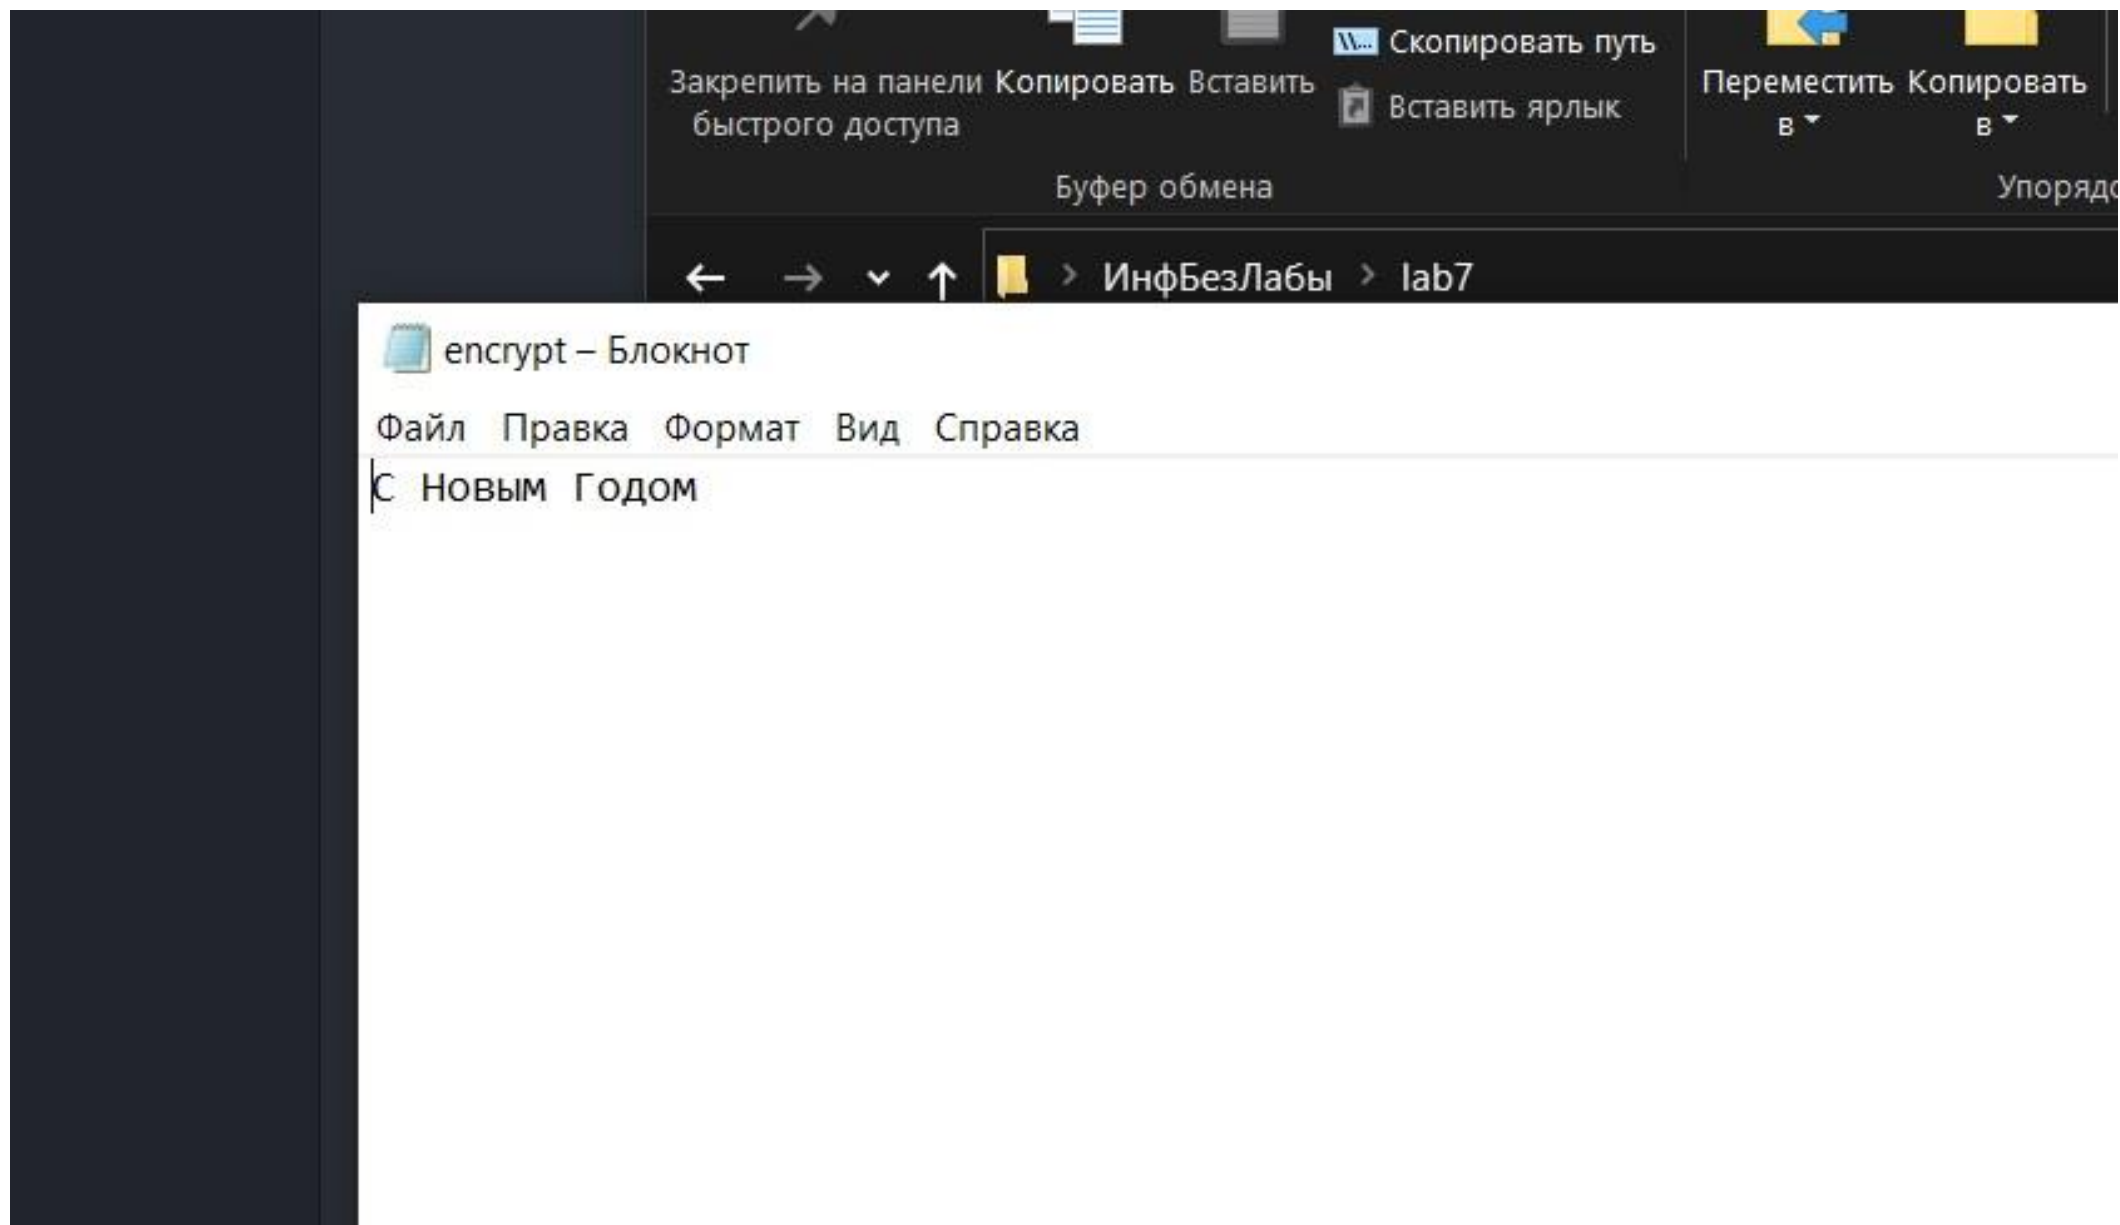 Скопировать путь
Закрепить на панели быстрого доступа
Копировать
Вставить
Вставить ярлык
Переместить в
Копировать в
Буфер обмена
ИнфБезЛабы > lab7
encrypt – Блокнот
Файл Правка Формат Вид Справка
С Новым Годом